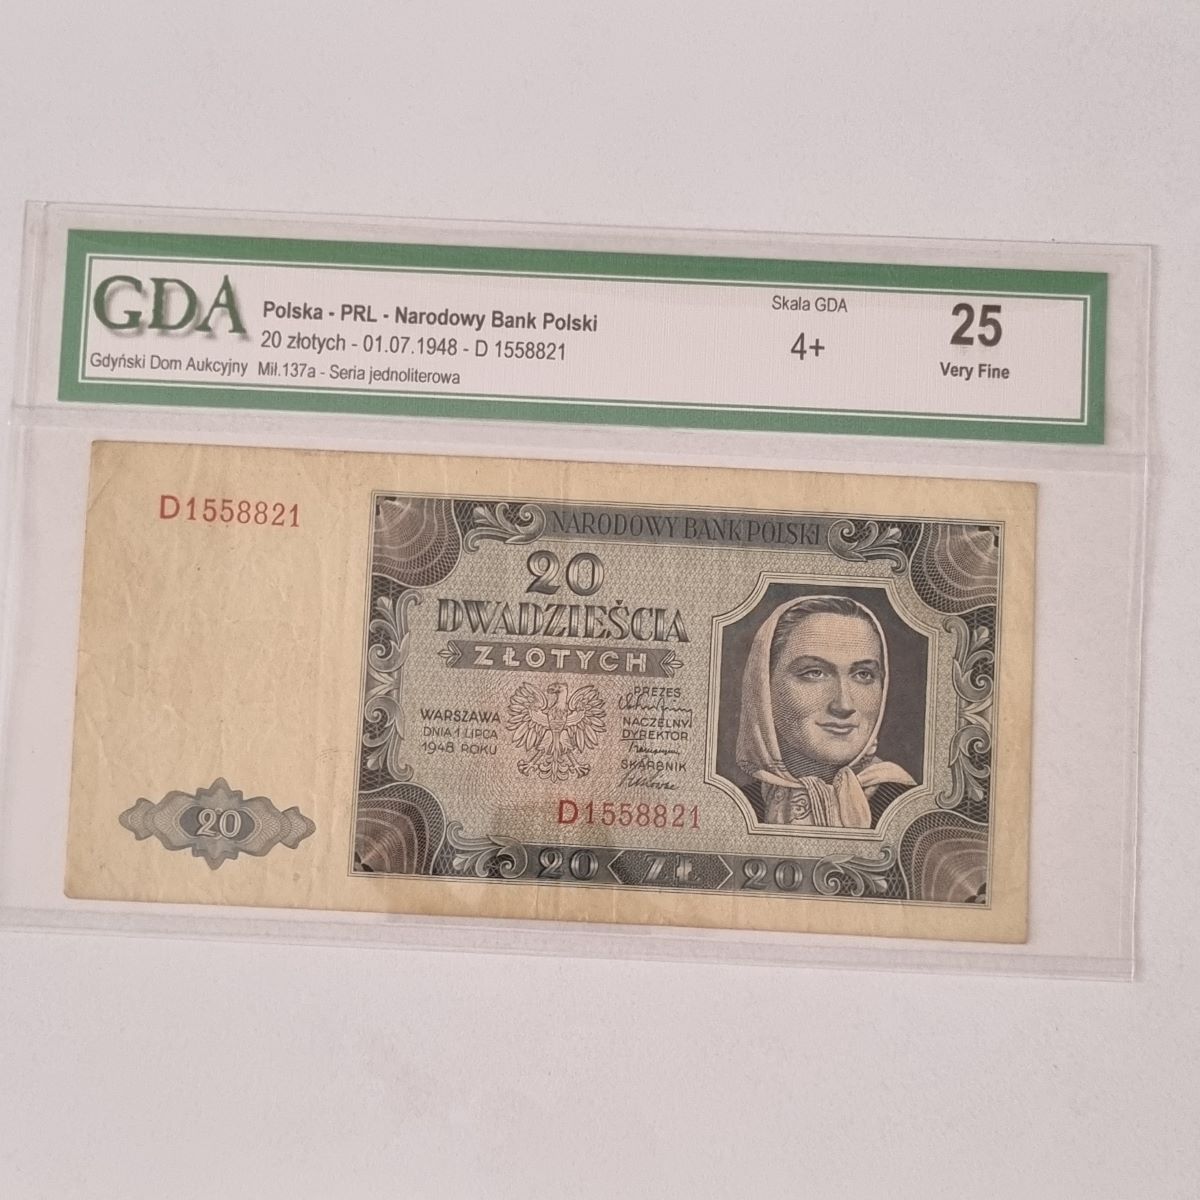 GDA
Gdyński Dom Aukcyjny
Polska - PRL - Narodowy Bank Polski
20 złotych - 01.07.1948 - D 1558821
Mił.137a - Seria jednoliterowa
Skala GDA
4+
25
Very Fine
D1558821
NARODOWY BANK POLSKI
20
DWADZIEŚCIA
ZŁOTYCH
WARSZAWA
DNIA 1 LIPCA
1948 ROKU
PREZES
NACZELNY
DYREKTOR
SKARBNIK
D1558821
20
20 ZŁ 20